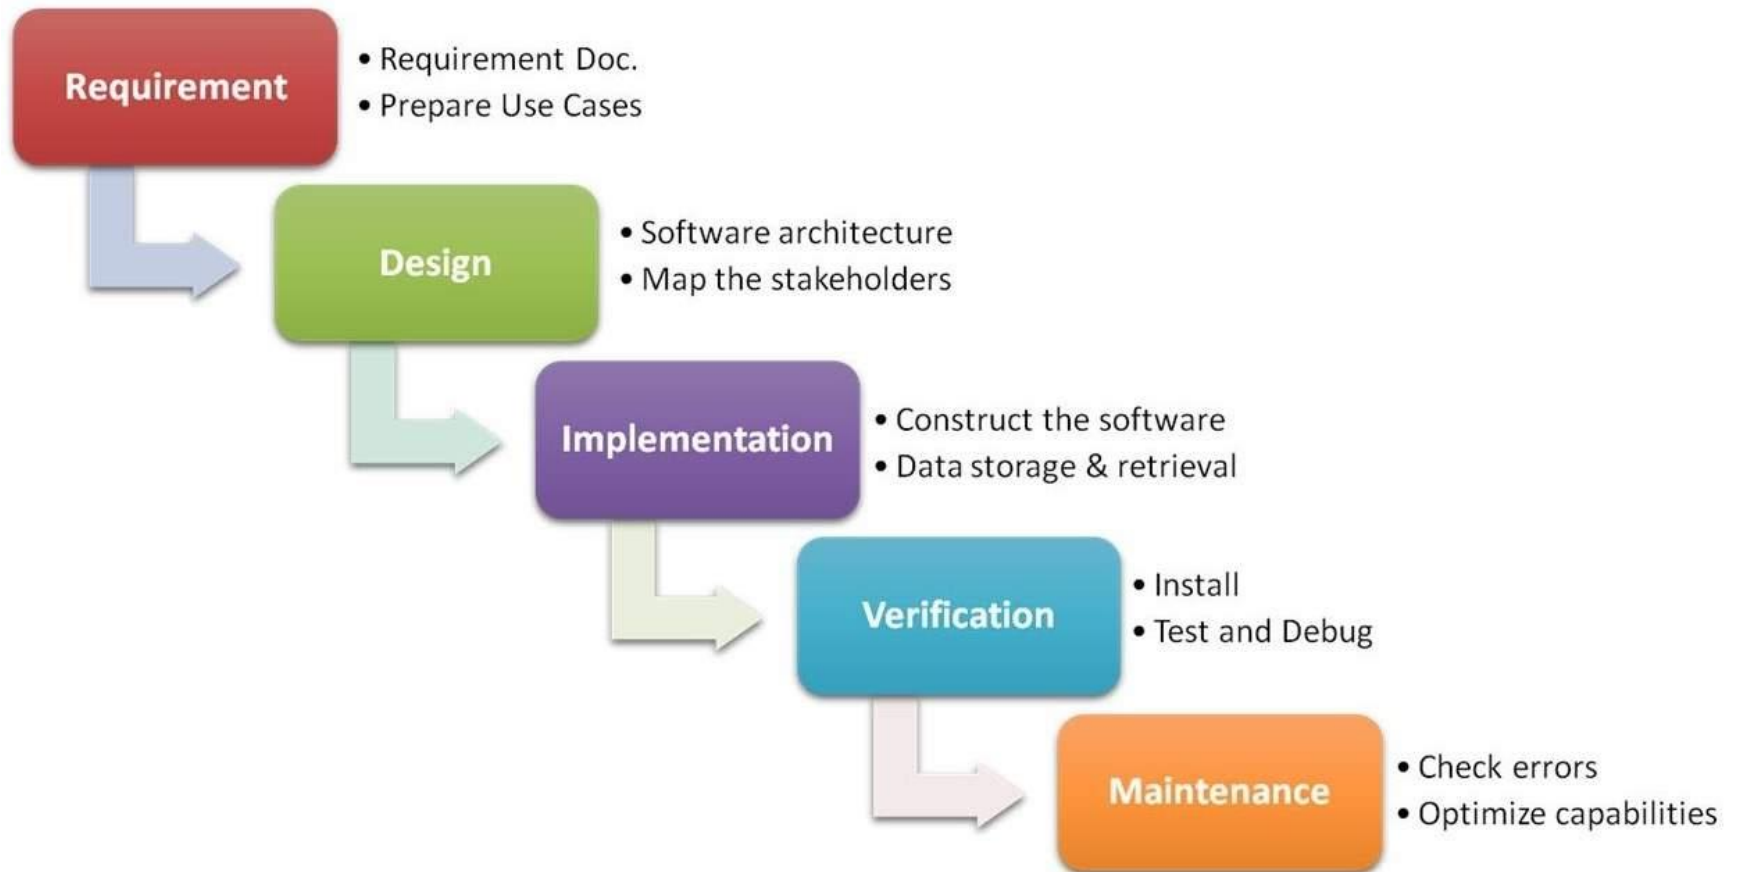 Requirement
• Requirement Doc.
• Prepare Use Cases
Design
• Software architecture
• Map the stakeholders
Implementation
• Construct the software
• Data storage & retrieval
Verification
• Install
• Test and Debug
Maintenance
• Check errors
• Optimize capabilities